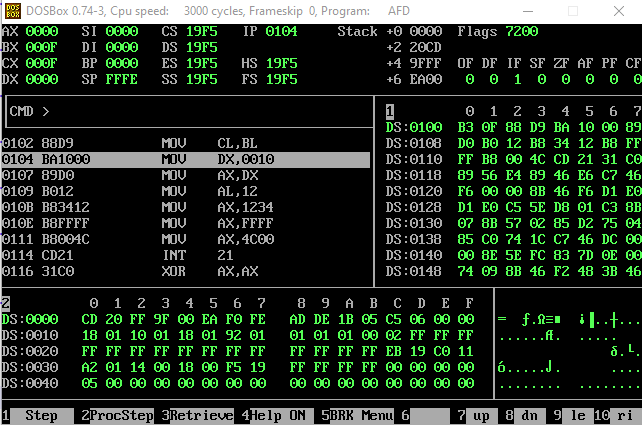 DOSBox 0.74-3, Cpu speed: 3000 cycles, Frameskip 0, Program: AFD
AX 0000 SI 0000 CS 19F5 IP 0104 Stack +0 0000 Flags 7200
BX 000F DI 0000 DS 19F5 +2 20CD
CX 000F BP 0000 ES 19F5 HS 19F5 +4 9FFF OF DF IF SF ZF AF PF CF
DX 0000 SP FFFE SS 19F5 FS 19F5 +6 EA00 0 0 1 0 0 0 0 0
CMD >
1 0 1 2 3 4 5 6 7
DS:0100 B3 0F 88 D9 BA 10 00 89
0102 88D9 MOV CL,BL DS:0108 D0 B0 12 B8 34 12 B8 FF
0104 BA1000 MOV DX,0010 DS:0110 FF B8 00 4C CD 21 31 C0
0107 89D0 MOV AX,DX DS:0118 89 56 E4 89 46 E6 C7 46
0109 B012 MOV AL,12 DS:0120 F6 00 00 8B 46 F6 D1 E0
010B B83412 MOV AX,1234 DS:0128 D1 E0 C5 5E D8 01 C3 8B
010E B8FFFF MOV AX,FFFF DS:0130 07 8B 57 02 85 D2 75 04
0111 B8004C MOV AX,4C00 DS:0138 85 C0 74 1C C7 46 DC 00
0114 CD21 INT 21 DS:0140 00 8E 5E FC 83 7D 0E 00
0116 31C0 XOR AX,AX DS:0148 74 09 8B 46 F2 48 3B 46
2 0 1 2 3 4 5 6 7 8 9 A B C D E F
DS:0000 CD 20 FF 9F 00 EA F0 FE AD DE 1B 05 C5 06 00 00 = ƒ.Ω≡■ ¡▐..┼...
DS:0010 18 01 10 01 18 01 92 01 01 01 01 00 02 FF FF FF ......Æ. .....
DS:0020 FF FF FF FF FF FF FF FF FF FF FF FF EB 19 C0 11 δ.└.
DS:0030 A2 01 14 00 18 00 F5 19 FF FF FF FF 00 00 00 00 ó.....⌡. ....
DS:0040 05 00 00 00 00 00 00 00 00 00 00 00 00 00 00 00 ........ ........
1 Step 2 ProcStep 3 Retrieve 4 Help ON 5 BRK Menu 6 7 up 8 dn 9 le 10 ri